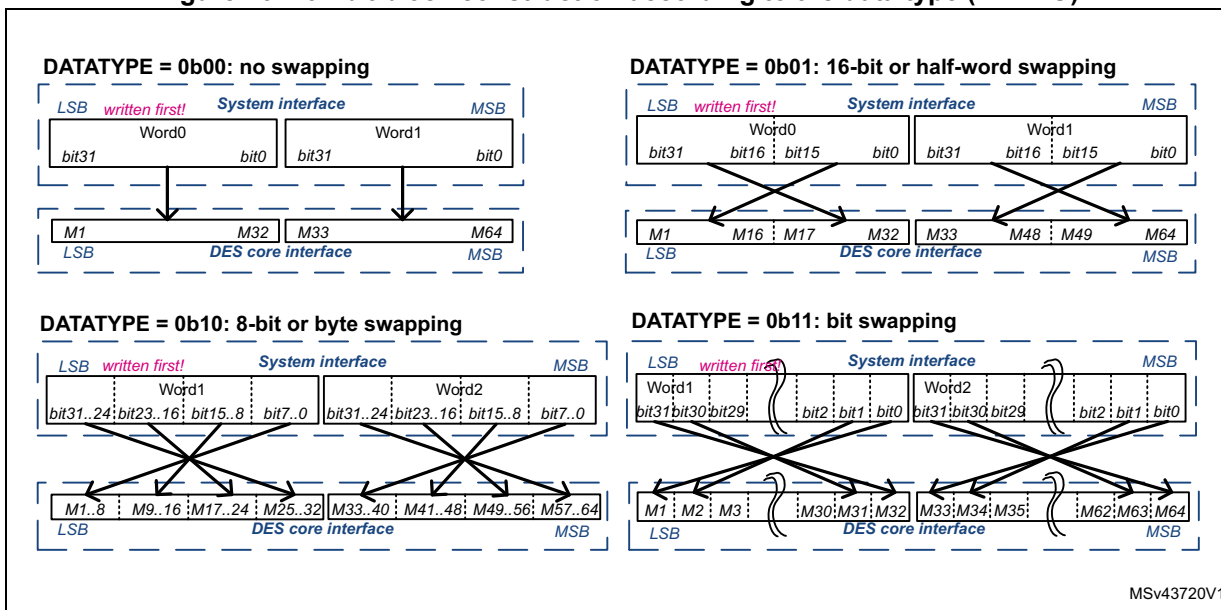 DATATYPE = 0b00: no swapping
LSB written first! System interface MSB
Word0 Word1
bit31 bit0 bit31 bit0
M1 M32 M33 M64
LSB DES core interface MSB
DATATYPE = 0b01: 16-bit or half-word swapping
LSB written first! System interface MSB
Word0 Word1
bit31 bit16 bit15 bit0 bit31 bit16 bit15 bit0
M1 M16 M17 M32 M33 M48 M49 M64
LSB DES core interface MSB
DATATYPE = 0b10: 8-bit or byte swapping
LSB written first! System interface MSB
Word1 Word2
bit31..24 bit23..16 bit15..8 bit7..0 bit31..24 bit23..16 bit15..8 bit7..0
M1..8 M9..16 M17..24 M25..32 M33..40 M41..48 M49..56 M57..64
LSB DES core interface MSB
DATATYPE = 0b11: bit swapping
LSB written first! System interface MSB
Word1 Word2
bit31 bit30 bit29 bit2 bit1 bit0 bit31 bit30 bit29 bit2 bit1 bit0
M1 M2 M3 M30 M31 M32 M33 M34 M35 M62 M63 M64
LSB DES core interface MSB
MSv43720V1